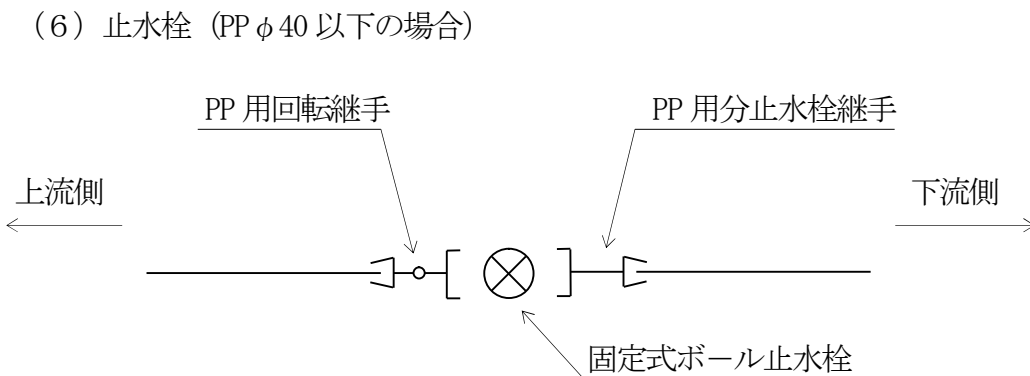 （６）止水栓（PPφ40 以下の場合）
PP 用回転継手
PP 用分止水栓継手
上流側
下流側
固定式ボール止水栓